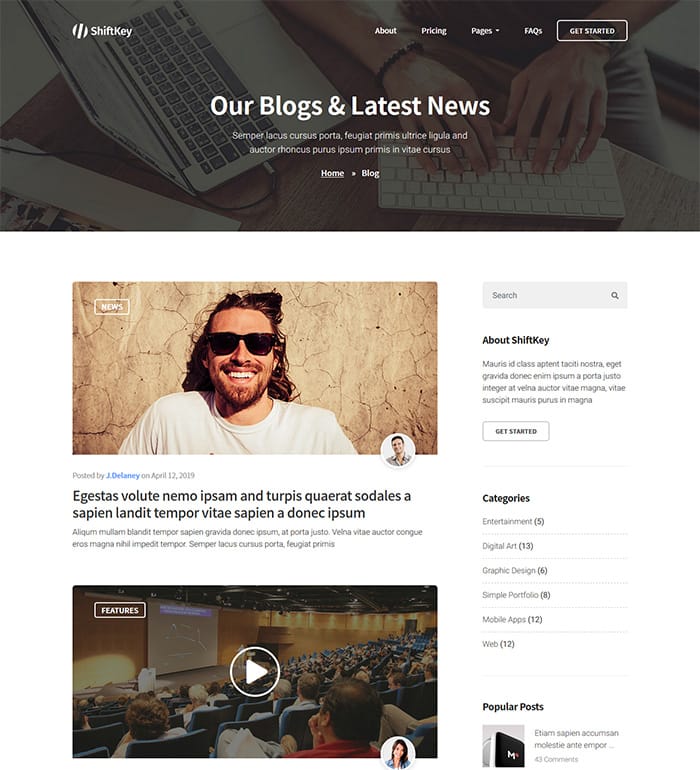 ShiftKey
About
Pricing
Pages
FAQs
GET STARTED
Our Blogs & Latest News
Semper lacus cursus porta, feugiat primis ultrice ligula and
auctor rhoncus purus ipsum primis in vitae cursus
Home » Blog
NEWS
Posted by J.Delaney on April 12, 2019
Egestas volute nemo ipsam and turpis quaerat sodales a
sapien landit tempor vitae sapien a donec ipsum
Aliqum mullam blandit tempor sapien gravida donec ipsum, at porta justo. Velna vitae auctor congue
eros magna nihil impedit tempor. Semper lacus cursus porta, feugiat primis
FEATURES
Search
About ShiftKey
Mauris id class aptent taciti nostra, eget
gravida donec enim ipsum a porta justo
integer at velna auctor vitae magna, vitae
suscipit mauris purus in magna
GET STARTED
Categories
Entertainment (5)
Digital Art (13)
Graphic Design (6)
Simple Portfolio (8)
Mobile Apps (12)
Web (12)
Popular Posts
Etiam sapien accumsan
molestie ante empor ...
43 Comments